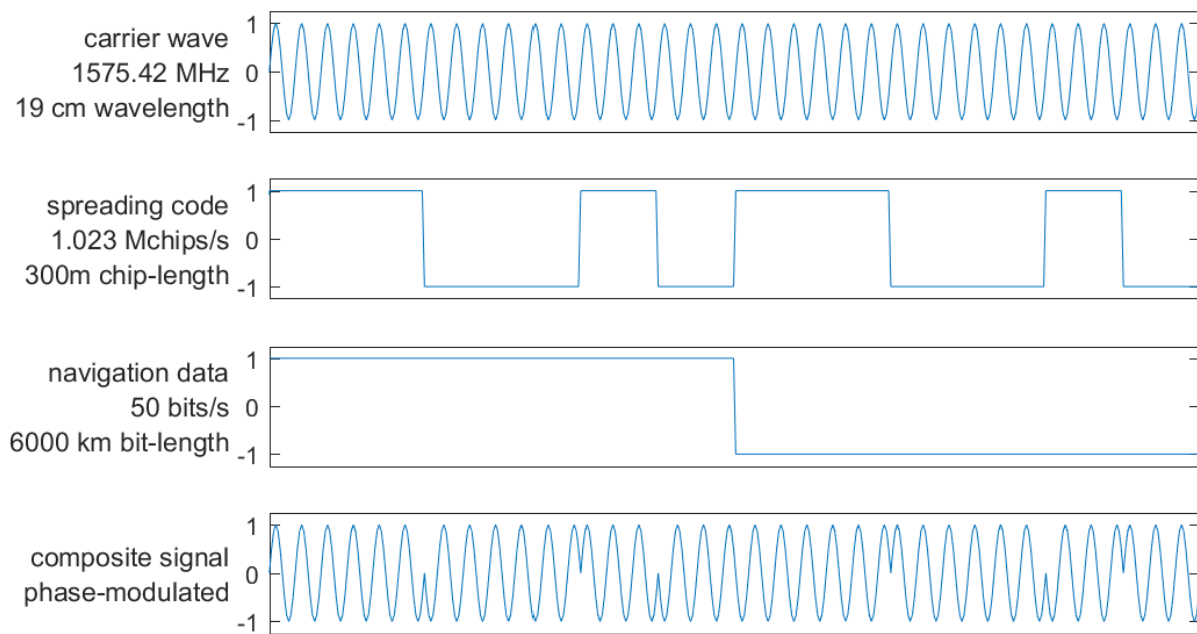 carrier wave
1575.42 MHz
19 cm wavelength
1
0
-1
spreading code
1.023 Mchips/s
300m chip-length
1
0
-1
navigation data
50 bits/s
6000 km bit-length
1
0
-1
composite signal
phase-modulated
1
0
-1